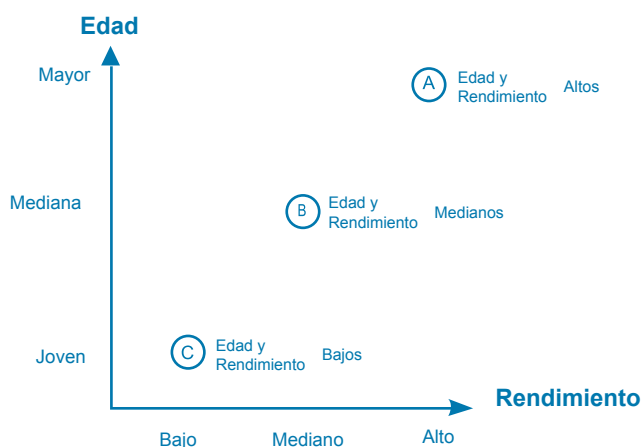 Edad
Mayor
A
Edad y
Rendimiento Altos
Mediana
B
Edad y
Rendimiento Medianos
Joven
C
Edad y
Rendimiento Bajos
Rendimiento
Bajo Mediano Alto